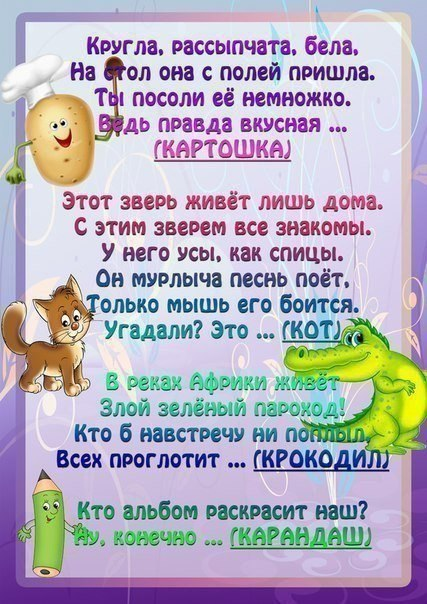 Кругла, рассыпчата, бела,
На стол она с полей пришла.
Ты посоли её немножко.
Ведь правда вкусная ...
(КАРТОШКА)
Этот зверь живёт лишь дома.
С этим зверем все знакомы.
У него усы, как спицы.
Он мурлыча песнь поёт,
Только мышь его боится.
Угадали? Это ... (КОТ)
В реках Африки живёт
Злой зелёный пароход!
Кто б навстречу ни поплыл,
Всех проглотит ... (КРОКОДИЛ)
Кто альбом раскрасит наш?
Ну, конечно ... (КАРАНДАШ)